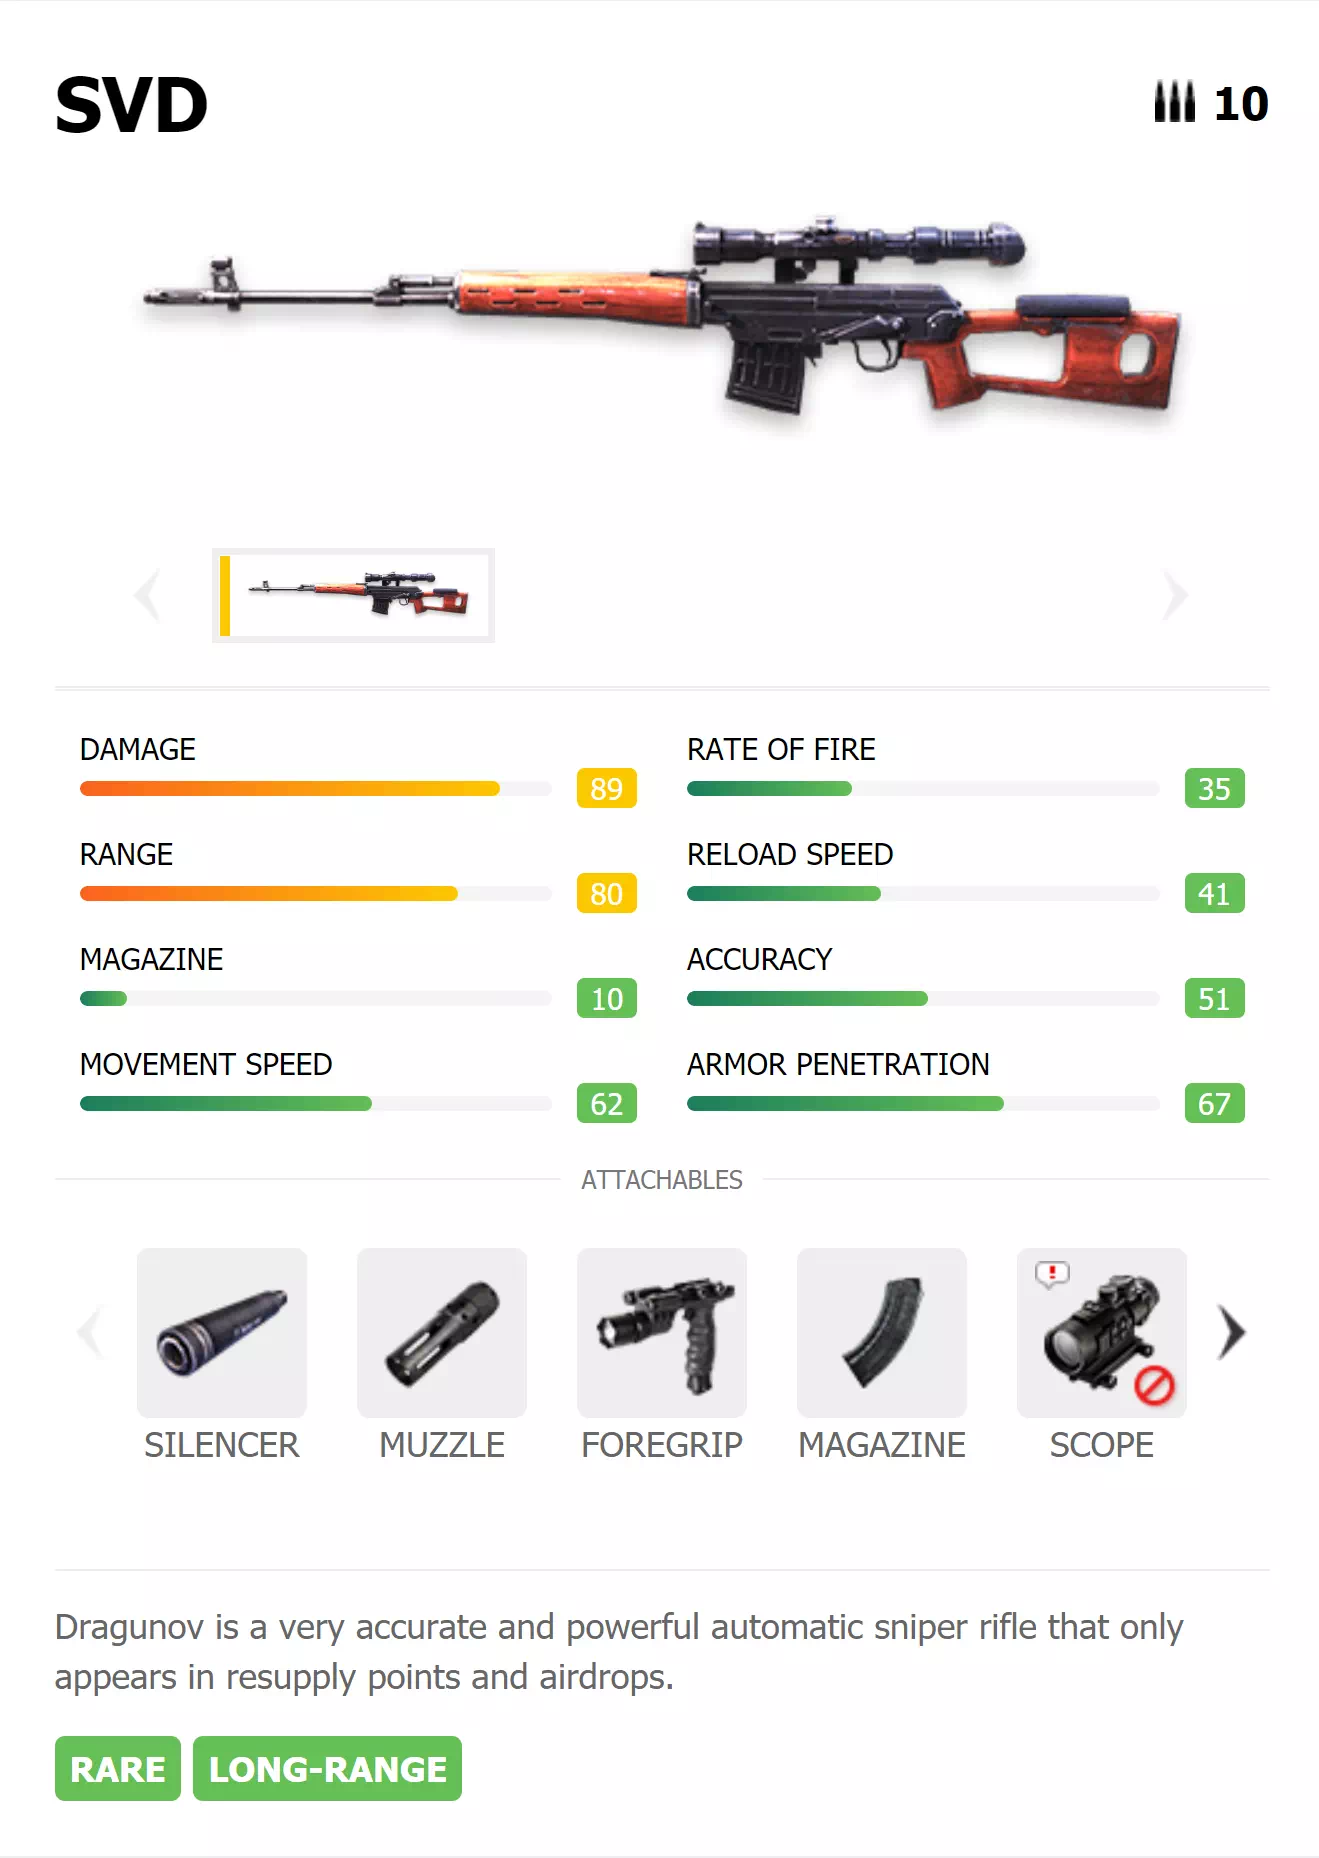 SVD
10
DAMAGE
89
RATE OF FIRE
35
RANGE
80
RELOAD SPEED
41
MAGAZINE
10
ACCURACY
51
MOVEMENT SPEED
62
ARMOR PENETRATION
67
ATTACHABLES
!
SILENCER
MUZZLE
FOREGRIP
MAGAZINE
SCOPE
Dragunov is a very accurate and powerful automatic sniper rifle that only
appears in resupply points and airdrops.
RARE
LONG-RANGE